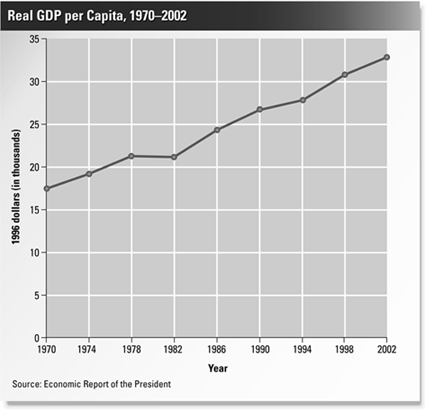 Real GDP per Capita, 1970–2002
1996 dollars (in thousands)
35
30
25
20
15
10
5
0
1970 1974 1978 1982 1986 1990 1994 1998 2002
Year
Source: Economic Report of the President